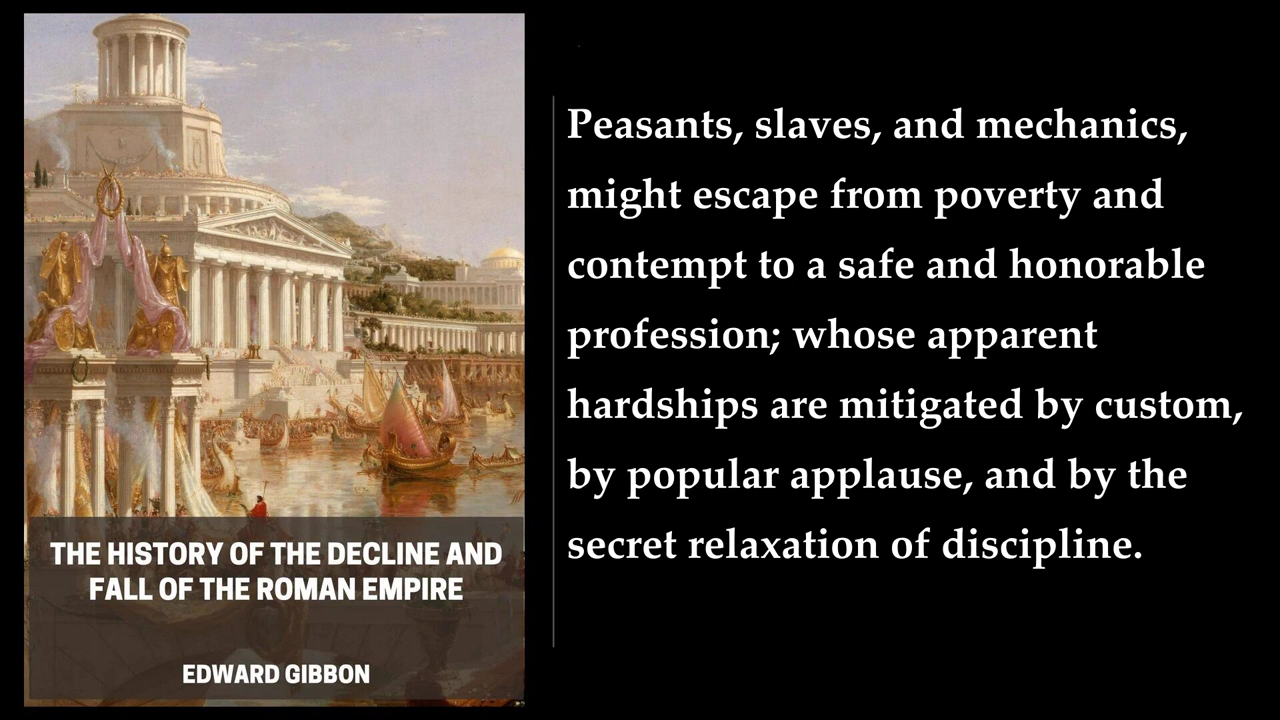 THE HISTORY OF THE DECLINE AND
FALL OF THE ROMAN EMPIRE
EDWARD GIBBON
Peasants, slaves, and mechanics,
might escape from poverty and
contempt to a safe and honorable
profession; whose apparent
hardships are mitigated by custom,
by popular applause, and by the
secret relaxation of discipline.